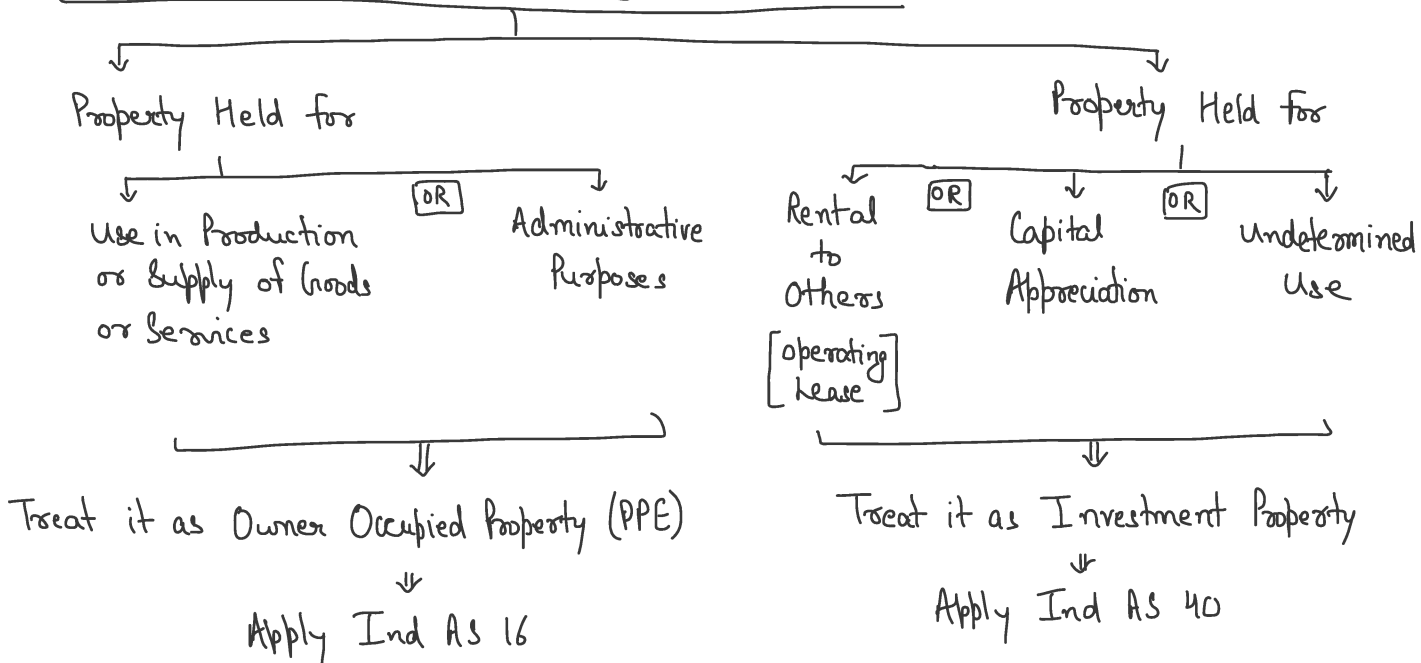 Property Held for
Use in Production
or Supply of Goods
or Services
OR
Administrative
Purposes
Treat it as Owner Occupied Property (PPE)
Apply Ind AS 16
Property Held for
Rental
to
Others
[operating
Lease]
OR
Capital
Appreciation
OR
Undetermined
Use
Treat it as Investment Property
Apply Ind AS 40